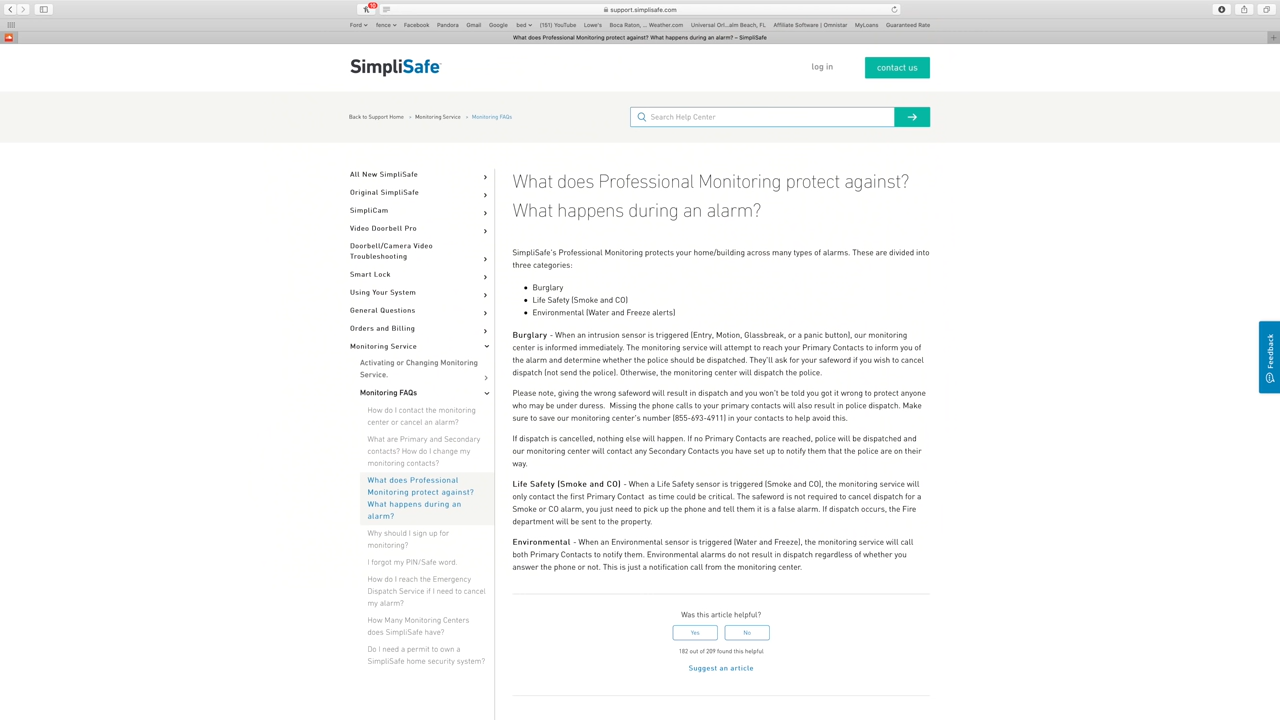 10
support.simplisafe.com
Ford
fence
Facebook
Pandora
Gmail
Google
bed
(151) YouTube
Lowe's
Boca Raton, ... Weather.com
Universal Orl...alm Beach, FL
Affiliate Software | Omnistar
MyLoans
Guaranteed Rate
What does Professional Monitoring protect against? What happens during an alarm? – SimpliSafe
SimpliSafe
log in
contact us
Back to Support Home
Monitoring Service
Monitoring FAQs
Search Help Center
All New SimpliSafe
Original SimpliSafe
SimpliCam
Video Doorbell Pro
Doorbell/Camera Video
Troubleshooting
Smart Lock
Using Your System
General Questions
Orders and Billing
Monitoring Service
Activating or Changing Monitoring
Service.
Monitoring FAQs
How do I contact the monitoring
center or cancel an alarm?
What are Primary and Secondary
contacts? How do I change my
monitoring contacts?
What does Professional
Monitoring protect against?
What happens during an
alarm?
Why should I sign up for
monitoring?
I forgot my PIN/Safe word.
How do I reach the Emergency
Dispatch Service if I need to cancel
my alarm?
How Many Monitoring Centers
does SimpliSafe have?
Do I need a permit to own a
SimpliSafe home security system?
What does Professional Monitoring protect against?
What happens during an alarm?
SimpliSafe's Professional Monitoring protects your home/building across many types of alarms. These are divided into
three categories:
• Burglary
• Life Safety (Smoke and CO)
• Environmental (Water and Freeze alerts)
Burglary - When an intrusion sensor is triggered (Entry, Motion, Glassbreak, or a panic button), our monitoring
center is informed immediately. The monitoring service will attempt to reach your Primary Contacts to inform you of
the alarm and determine whether the police should be dispatched. They'll ask for your safeword if you wish to cancel
dispatch (not send the police). Otherwise, the monitoring center will dispatch the police.
Please note, giving the wrong safeword will result in dispatch and you won't be told you got it wrong to protect anyone
who may be under duress. Missing the phone calls to your primary contacts will also result in police dispatch. Make
sure to save our monitoring center's number (855-693-4911) in your contacts to help avoid this.
If dispatch is cancelled, nothing else will happen. If no Primary Contacts are reached, police will be dispatched and
our monitoring center will contact any Secondary Contacts you have set up to notify them that the police are on their
way.
Life Safety (Smoke and CO) - When a Life Safety sensor is triggered (Smoke and CO), the monitoring service will
only contact the first Primary Contact as time could be critical. The safeword is not required to cancel dispatch for a
Smoke or CO alarm, you just need to pick up the phone and tell them it is a false alarm. If dispatch occurs, the Fire
department will be sent to the property.
Environmental - When an Environmental sensor is triggered (Water and Freeze), the monitoring service will call
both Primary Contacts to notify them. Environmental alarms do not result in dispatch regardless of whether you
answer the phone or not. This is just a notification call from the monitoring center.
Was this article helpful?
Yes
No
182 out of 209 found this helpful
Suggest an article
Feedback